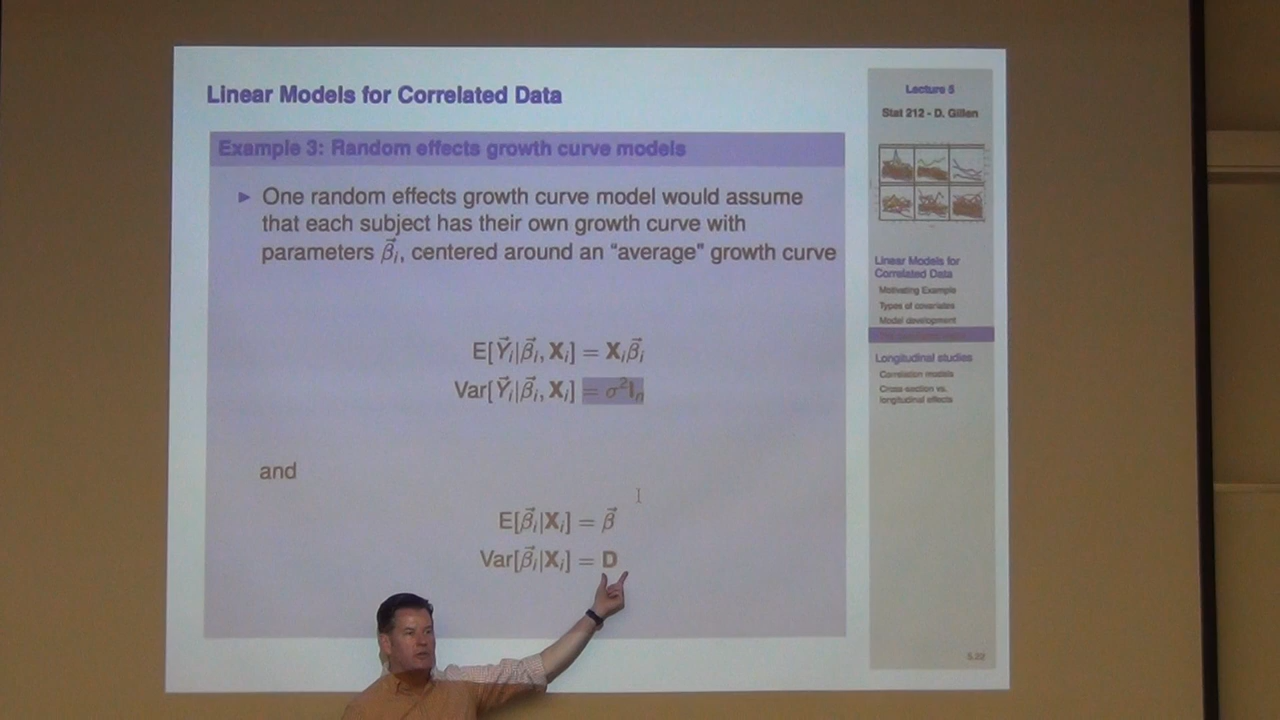 Linear Models for Correlated Data
Example 3: Random effects growth curve models
▶ One random effects growth curve model would assume
that each subject has their own growth curve with
parameters β⃗ᵢ, centered around an “average” growth curve
E[Y⃗ᵢ|β⃗ᵢ, Xᵢ] = Xᵢβ⃗ᵢ
Var[Y⃗ᵢ|β⃗ᵢ, Xᵢ] = σ²Iₙ
and
E[β⃗ᵢ|Xᵢ] = β⃗
Var[β⃗ᵢ|Xᵢ] = D
Lecture 5
Stat 212 - D. Gillen
Linear Models for
Correlated Data
Motivating Example
Types of covariates
Model development
Longitudinal studies
Correlation models
Cross-section vs.
longitudinal effects
5.22